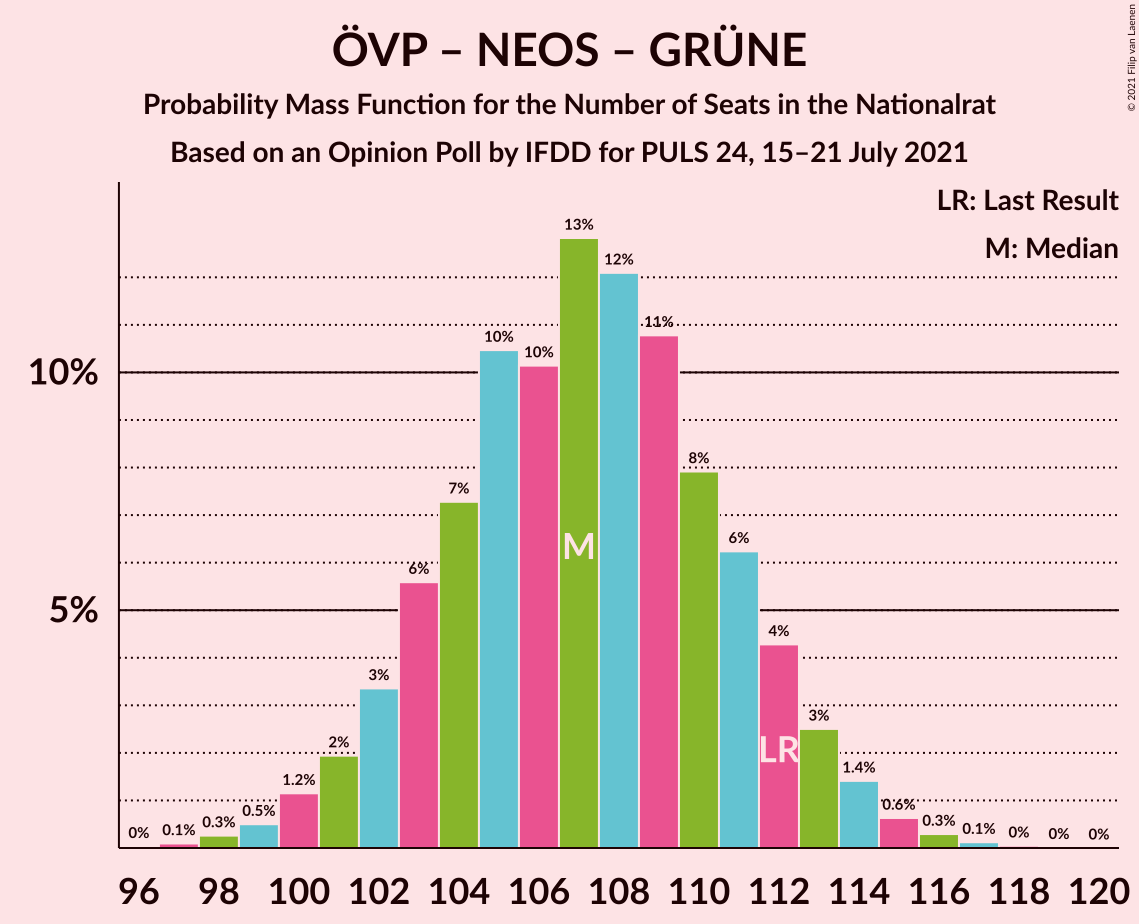 ÖVP – NEOS – GRÜNE
Probability Mass Function for the Number of Seats in the Nationalrat
Based on an Opinion Poll by IFDD for PULS 24, 15–21 July 2021
© 2021 Filip van Laenen
LR: Last Result
M: Median
10%
5%
0% 0.1% 0.3% 0.5% 1.2% 2% 3% 6% 7% 10% 10% 13% 12% 11% 8% 6% 4% 3% 1.4% 0.6% 0.3% 0.1% 0% 0% 0%
M
LR
96 98 100 102 104 106 108 110 112 114 116 118 120